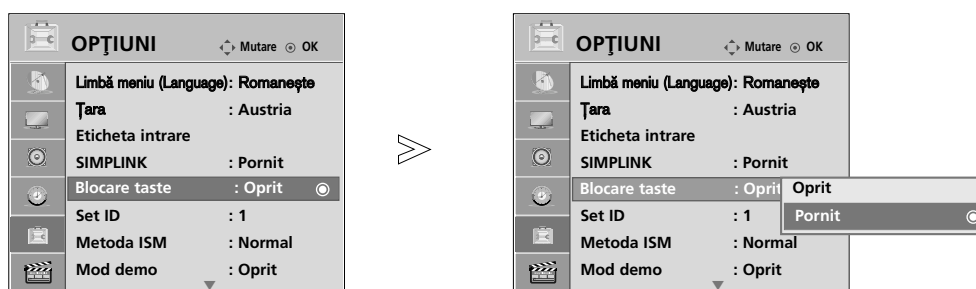 OPŢIUNI Mutare OK
Limbă meniu (Language): Romaneşte
Ţara : Austria
Eticheta intrare
SIMPLINK : Pornit
Blocare taste : Oprit
Set ID : 1
Metoda ISM : Normal
Mod demo : Oprit
OPŢIUNI Mutare OK
Limbă meniu (Language): Romaneşte
Ţara : Austria
Eticheta intrare
SIMPLINK : Pornit
Blocare taste : Oprit
Oprit
Set ID : 1
Pornit
Metoda ISM : Normal
Mod demo : Oprit